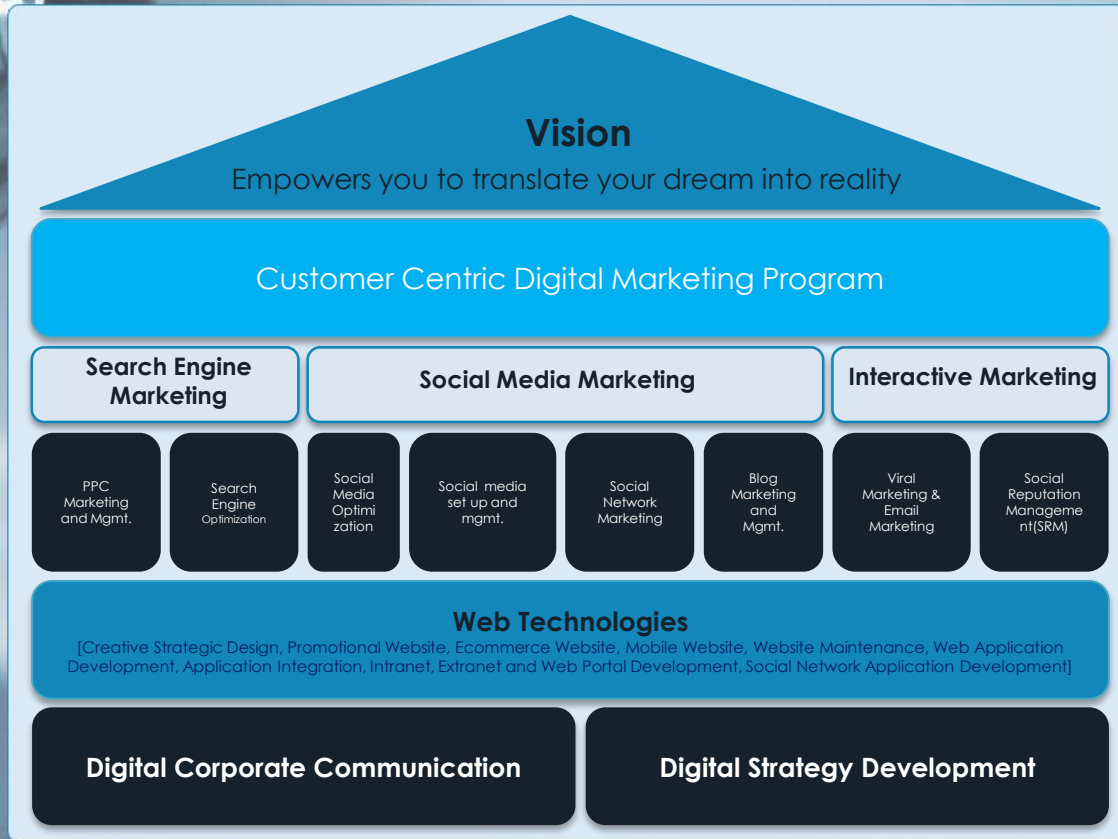 Vision
Empowers you to translate your dream into reality
Customer Centric Digital Marketing Program
Search Engine
Marketing
Social Media Marketing
Interactive Marketing
PPC
Marketing
and Mgmt.
Search
Engine
Optimization
Social
Media
Optimi
zation
Social media
set up and
mgmt.
Social
Network
Marketing
Blog
Marketing
and
Mgmt.
Viral
Marketing &
Email
Marketing
Social
Reputation
Manageme
nt(SRM)
Web Technologies
[Creative Strategic Design, Promotional Website, Ecommerce Website, Mobile Website, Website Maintenance, Web Application
Development, Application Integration, Intranet, Extranet and Web Portal Development, Social Network Application Development]
Digital Corporate Communication
Digital Strategy Development